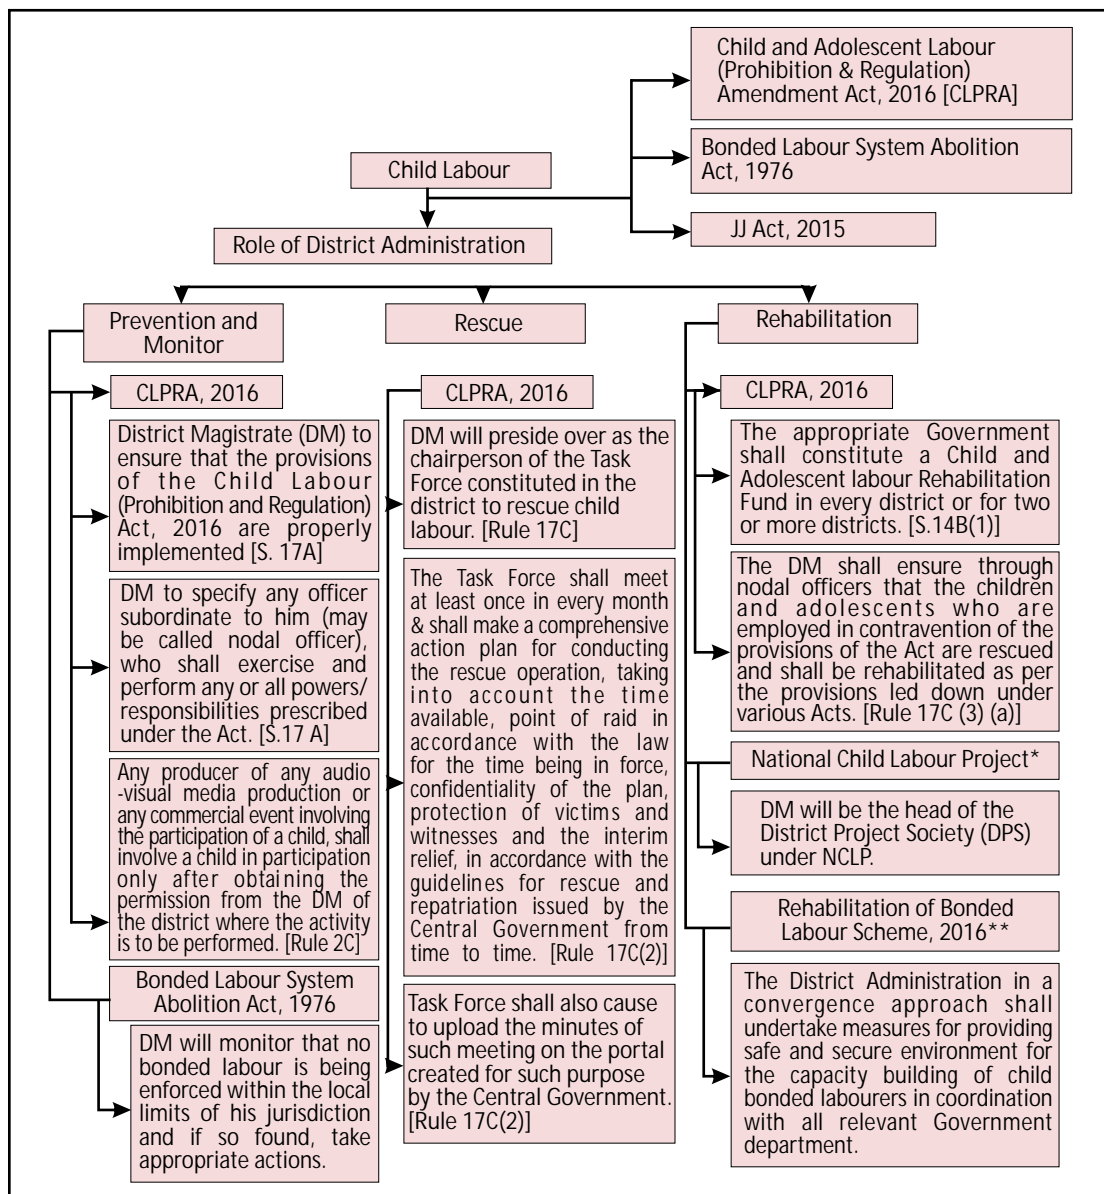 Child and Adolescent Labour
(Prohibition & Regulation)
Amendment Act, 2016 [CLPRA]
Bonded Labour System Abolition
Act, 1976
JJ Act, 2015
Child Labour
Role of District Administration
Prevention and
Monitor
CLPRA, 2016
District Magistrate (DM) to
ensure that the provisions
of the Child Labour
(Prohibition and Regulation)
Act, 2016 are properly
implemented [S. 17A]
DM to specify any officer
subordinate to him (may
be called nodal officer),
who shall exercise and
perform any or all powers/
responsibilities prescribed
under the Act. [S.17 A]
Any producer of any audio
-visual media production or
any commercial event involving
the participation of a child, shall
involve a child in participation
only after obtaining the
permission from the DM of
the district where the activity
is to be performed. [Rule 2C]
Bonded Labour System
Abolition Act, 1976
DM will monitor that no
bonded labour is being
enforced within the local
limits of his jurisdiction
and if so found, take
appropriate actions.
Rescue
CLPRA, 2016
DM will preside over as the
chairperson of the Task
Force constituted in the
district to rescue child
labour. [Rule 17C]
The Task Force shall meet
at least once in every month
& shall make a comprehensive
action plan for conducting
the rescue operation, taking
into account the time
available, point of raid in
accordance with the law
for the time being in force,
confidentiality of the plan,
protection of victims and
witnesses and the interim
relief, in accordance with the
guidelines for rescue and
repatriation issued by the
Central Government from
time to time. [Rule 17C(2)]
Task Force shall also cause
to upload the minutes of
such meeting on the portal
created for such purpose
by the Central Government.
[Rule 17C(2)]
Rehabilitation
CLPRA, 2016
The appropriate Government
shall constitute a Child and
Adolescent labour Rehabilitation
Fund in every district or for two
or more districts. [S.14B(1)]
The DM shall ensure through
nodal officers that the children
and adolescents who are
employed in contravention of the
provisions of the Act are rescued
and shall be rehabilitated as per
the provisions led down under
various Acts. [Rule 17C (3) (a)]
National Child Labour Project*
DM will be the head of the
District Project Society (DPS)
under NCLP.
Rehabilitation of Bonded
Labour Scheme, 2016**
The District Administration in a
convergence approach shall
undertake measures for providing
safe and secure environment for
the capacity building of child
bonded labourers in coordination
with all relevant Government
department.